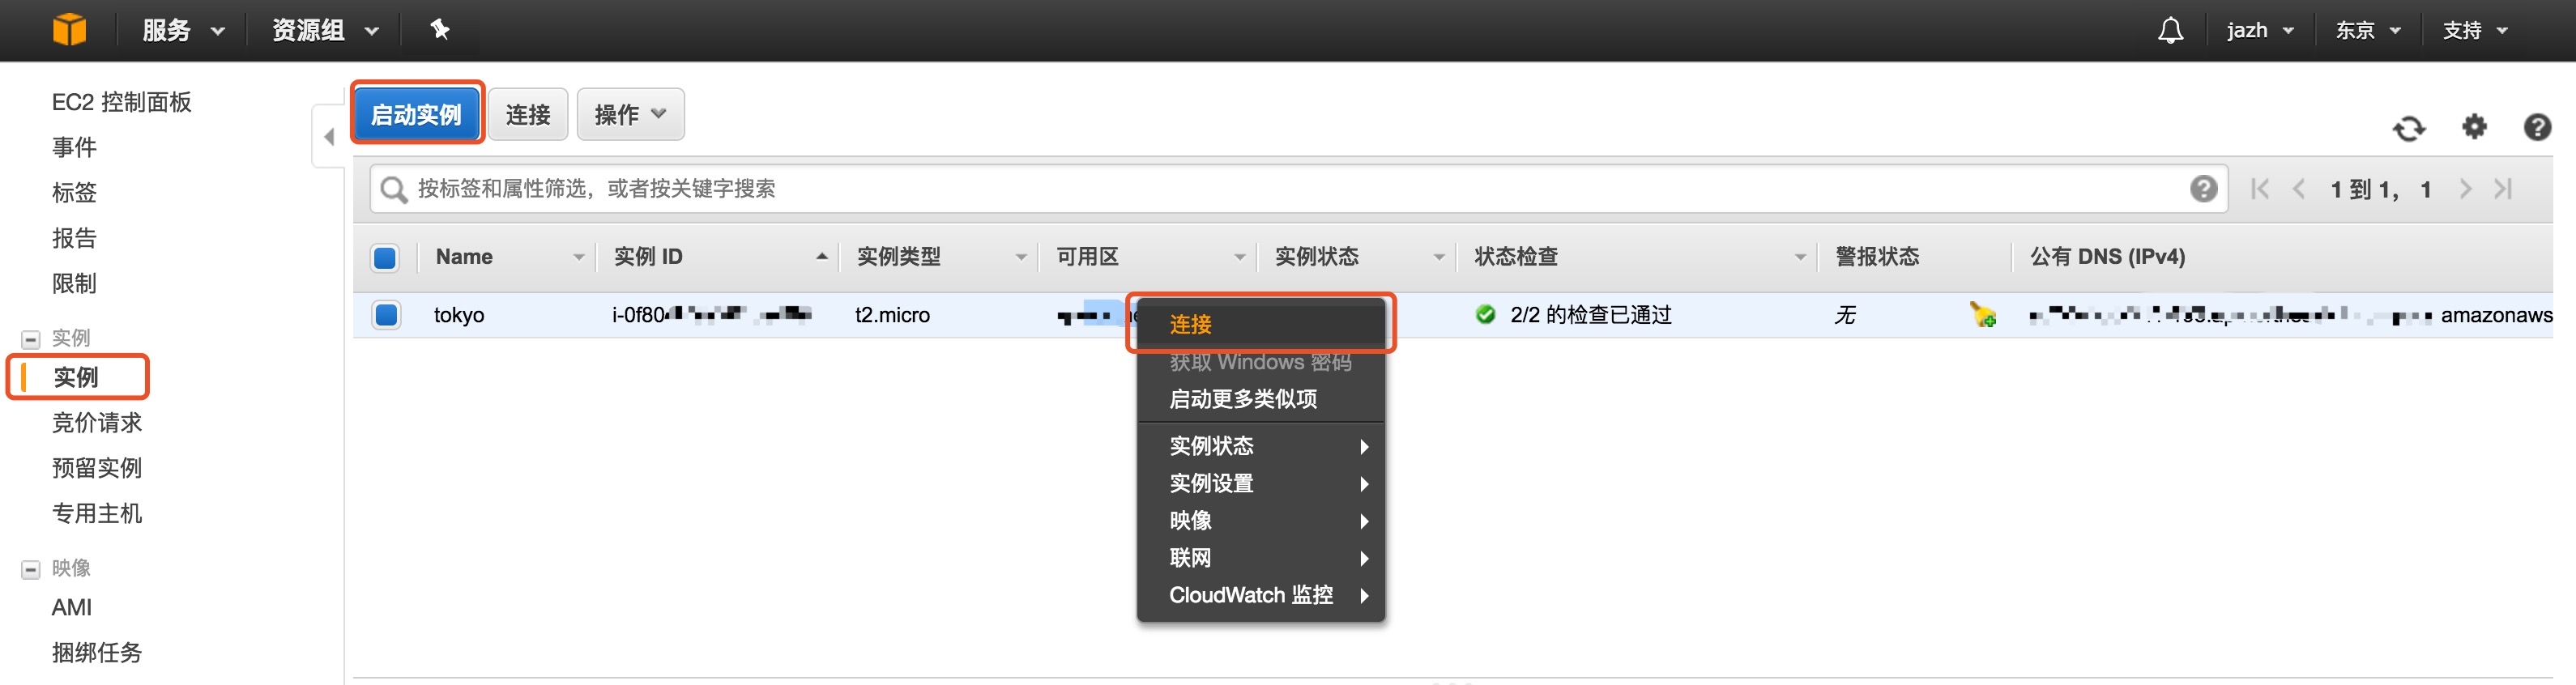 服务 资源组 jazh 东京 支持
EC2 控制面板
事件
标签
报告
限制
实例
实例
竞价请求
预留实例
专用主机
映像
AMI
捆绑任务
启动实例 连接 操作
按标签和属性筛选，或者按关键字搜索 1 到 1， 1
Name 实例 ID 实例类型 可用区 实例状态 状态检查 警报状态 公有 DNS (IPv4)
tokyo i-0f80 t2.micro 2/2 的检查已通过 无 amazonaws
连接
获取 Windows 密码
启动更多类似项
实例状态
实例设置
映像
联网
CloudWatch 监控